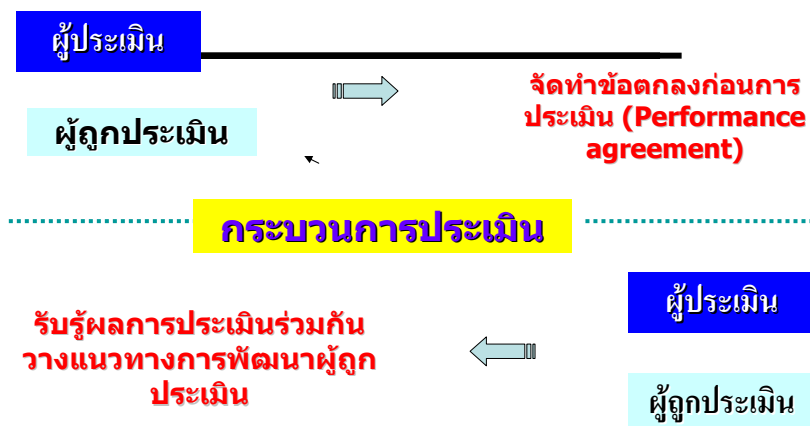 ผู้ประเมิน
จัดทำข้อตกลงก่อนการ
ประเมิน (Performance
agreement)
ผู้ถูกประเมิน
กระบวนการประเมิน
ผู้ประเมิน
รับรู้ผลการประเมินร่วมกัน
วางแนวทางการพัฒนาผู้ถูก
ประเมิน
ผู้ถูกประเมิน